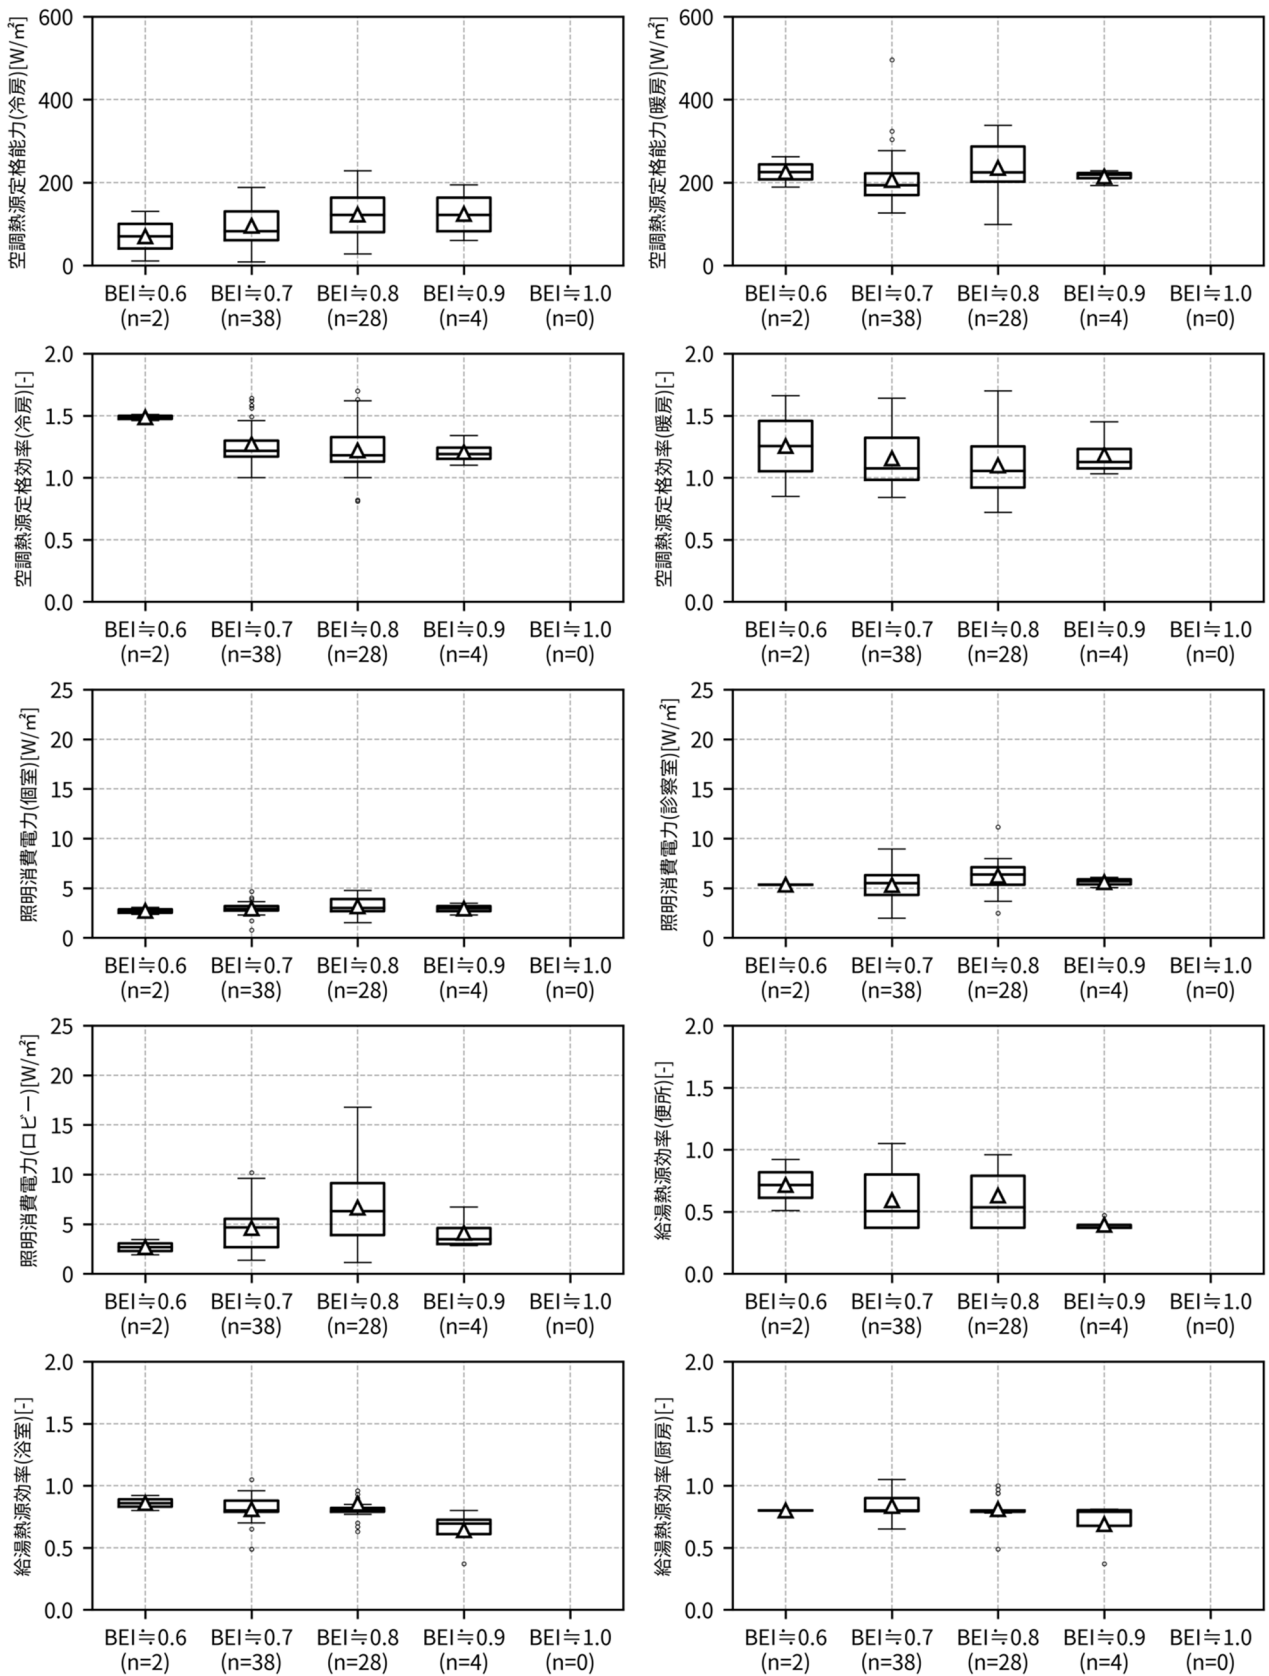 空調熱源定格能力(冷房)[W/㎡]
600
400
200
0
BEI≒0.6 BEI≒0.7 BEI≒0.8 BEI≒0.9 BEI≒1.0
(n=2) (n=38) (n=28) (n=4) (n=0)
空調熱源定格能力(暖房)[W/㎡]
600
400
200
0
BEI≒0.6 BEI≒0.7 BEI≒0.8 BEI≒0.9 BEI≒1.0
(n=2) (n=38) (n=28) (n=4) (n=0)
空調熱源定格効率(冷房)[-]
2.0
1.5
1.0
0.5
0.0
BEI≒0.6 BEI≒0.7 BEI≒0.8 BEI≒0.9 BEI≒1.0
(n=2) (n=38) (n=28) (n=4) (n=0)
空調熱源定格効率(暖房)[-]
2.0
1.5
1.0
0.5
0.0
BEI≒0.6 BEI≒0.7 BEI≒0.8 BEI≒0.9 BEI≒1.0
(n=2) (n=38) (n=28) (n=4) (n=0)
照明消費電力(個室)[W/㎡]
25
20
15
10
5
0
BEI≒0.6 BEI≒0.7 BEI≒0.8 BEI≒0.9 BEI≒1.0
(n=2) (n=38) (n=28) (n=4) (n=0)
照明消費電力(診察室)[W/㎡]
25
20
15
10
5
0
BEI≒0.6 BEI≒0.7 BEI≒0.8 BEI≒0.9 BEI≒1.0
(n=2) (n=38) (n=28) (n=4) (n=0)
照明消費電力(ロビー)[W/㎡]
25
20
15
10
5
0
BEI≒0.6 BEI≒0.7 BEI≒0.8 BEI≒0.9 BEI≒1.0
(n=2) (n=38) (n=28) (n=4) (n=0)
給湯熱源効率(便所)[-]
2.0
1.5
1.0
0.5
0.0
BEI≒0.6 BEI≒0.7 BEI≒0.8 BEI≒0.9 BEI≒1.0
(n=2) (n=38) (n=28) (n=4) (n=0)
給湯熱源効率(浴室)[-]
2.0
1.5
1.0
0.5
0.0
BEI≒0.6 BEI≒0.7 BEI≒0.8 BEI≒0.9 BEI≒1.0
(n=2) (n=38) (n=28) (n=4) (n=0)
給湯熱源効率(厨房)[-]
2.0
1.5
1.0
0.5
0.0
BEI≒0.6 BEI≒0.7 BEI≒0.8 BEI≒0.9 BEI≒1.0
(n=2) (n=38) (n=28) (n=4) (n=0)